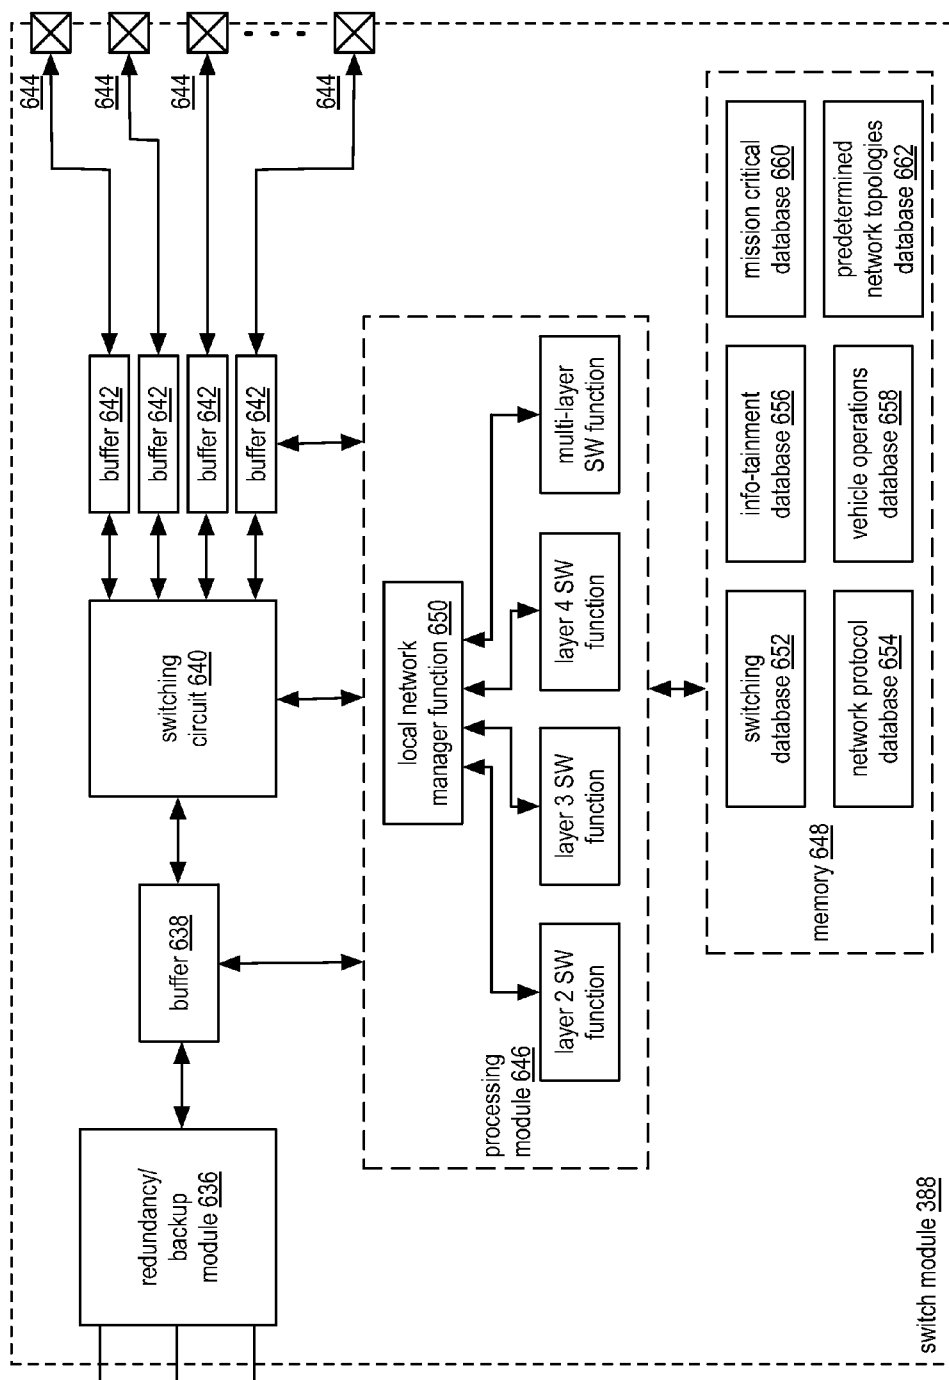 redundancy/
backup
module 636
buffer 638
switching
circuit 640
buffer 642
buffer 642
buffer 642
buffer 642
644
644
644
644
processing
module 646
local network
manager function 650
layer 2 SW
function
layer 3 SW
function
layer 4 SW
function
multi-layer
SW function
memory 648
switching
database 652
info-tainment
database 656
mission critical
database 660
network protocol
database 654
vehicle operations
database 658
predetermined
network topologies
database 662
switch module 388